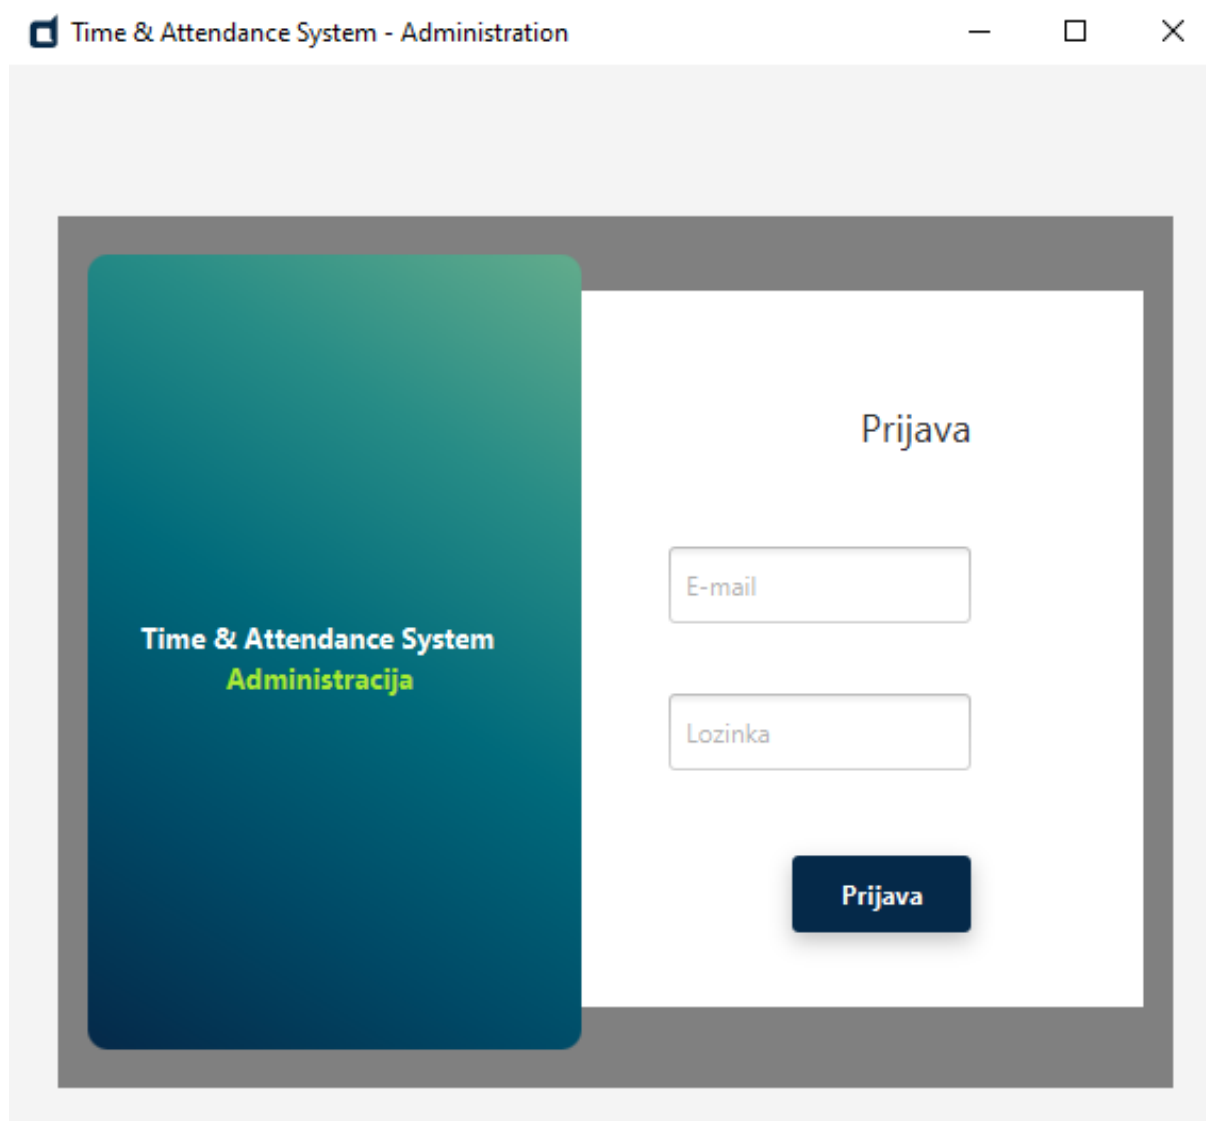 Time & Attendance System - Administration
Time & Attendance System
Administracija
Prijava
E-mail
Lozinka
Prijava